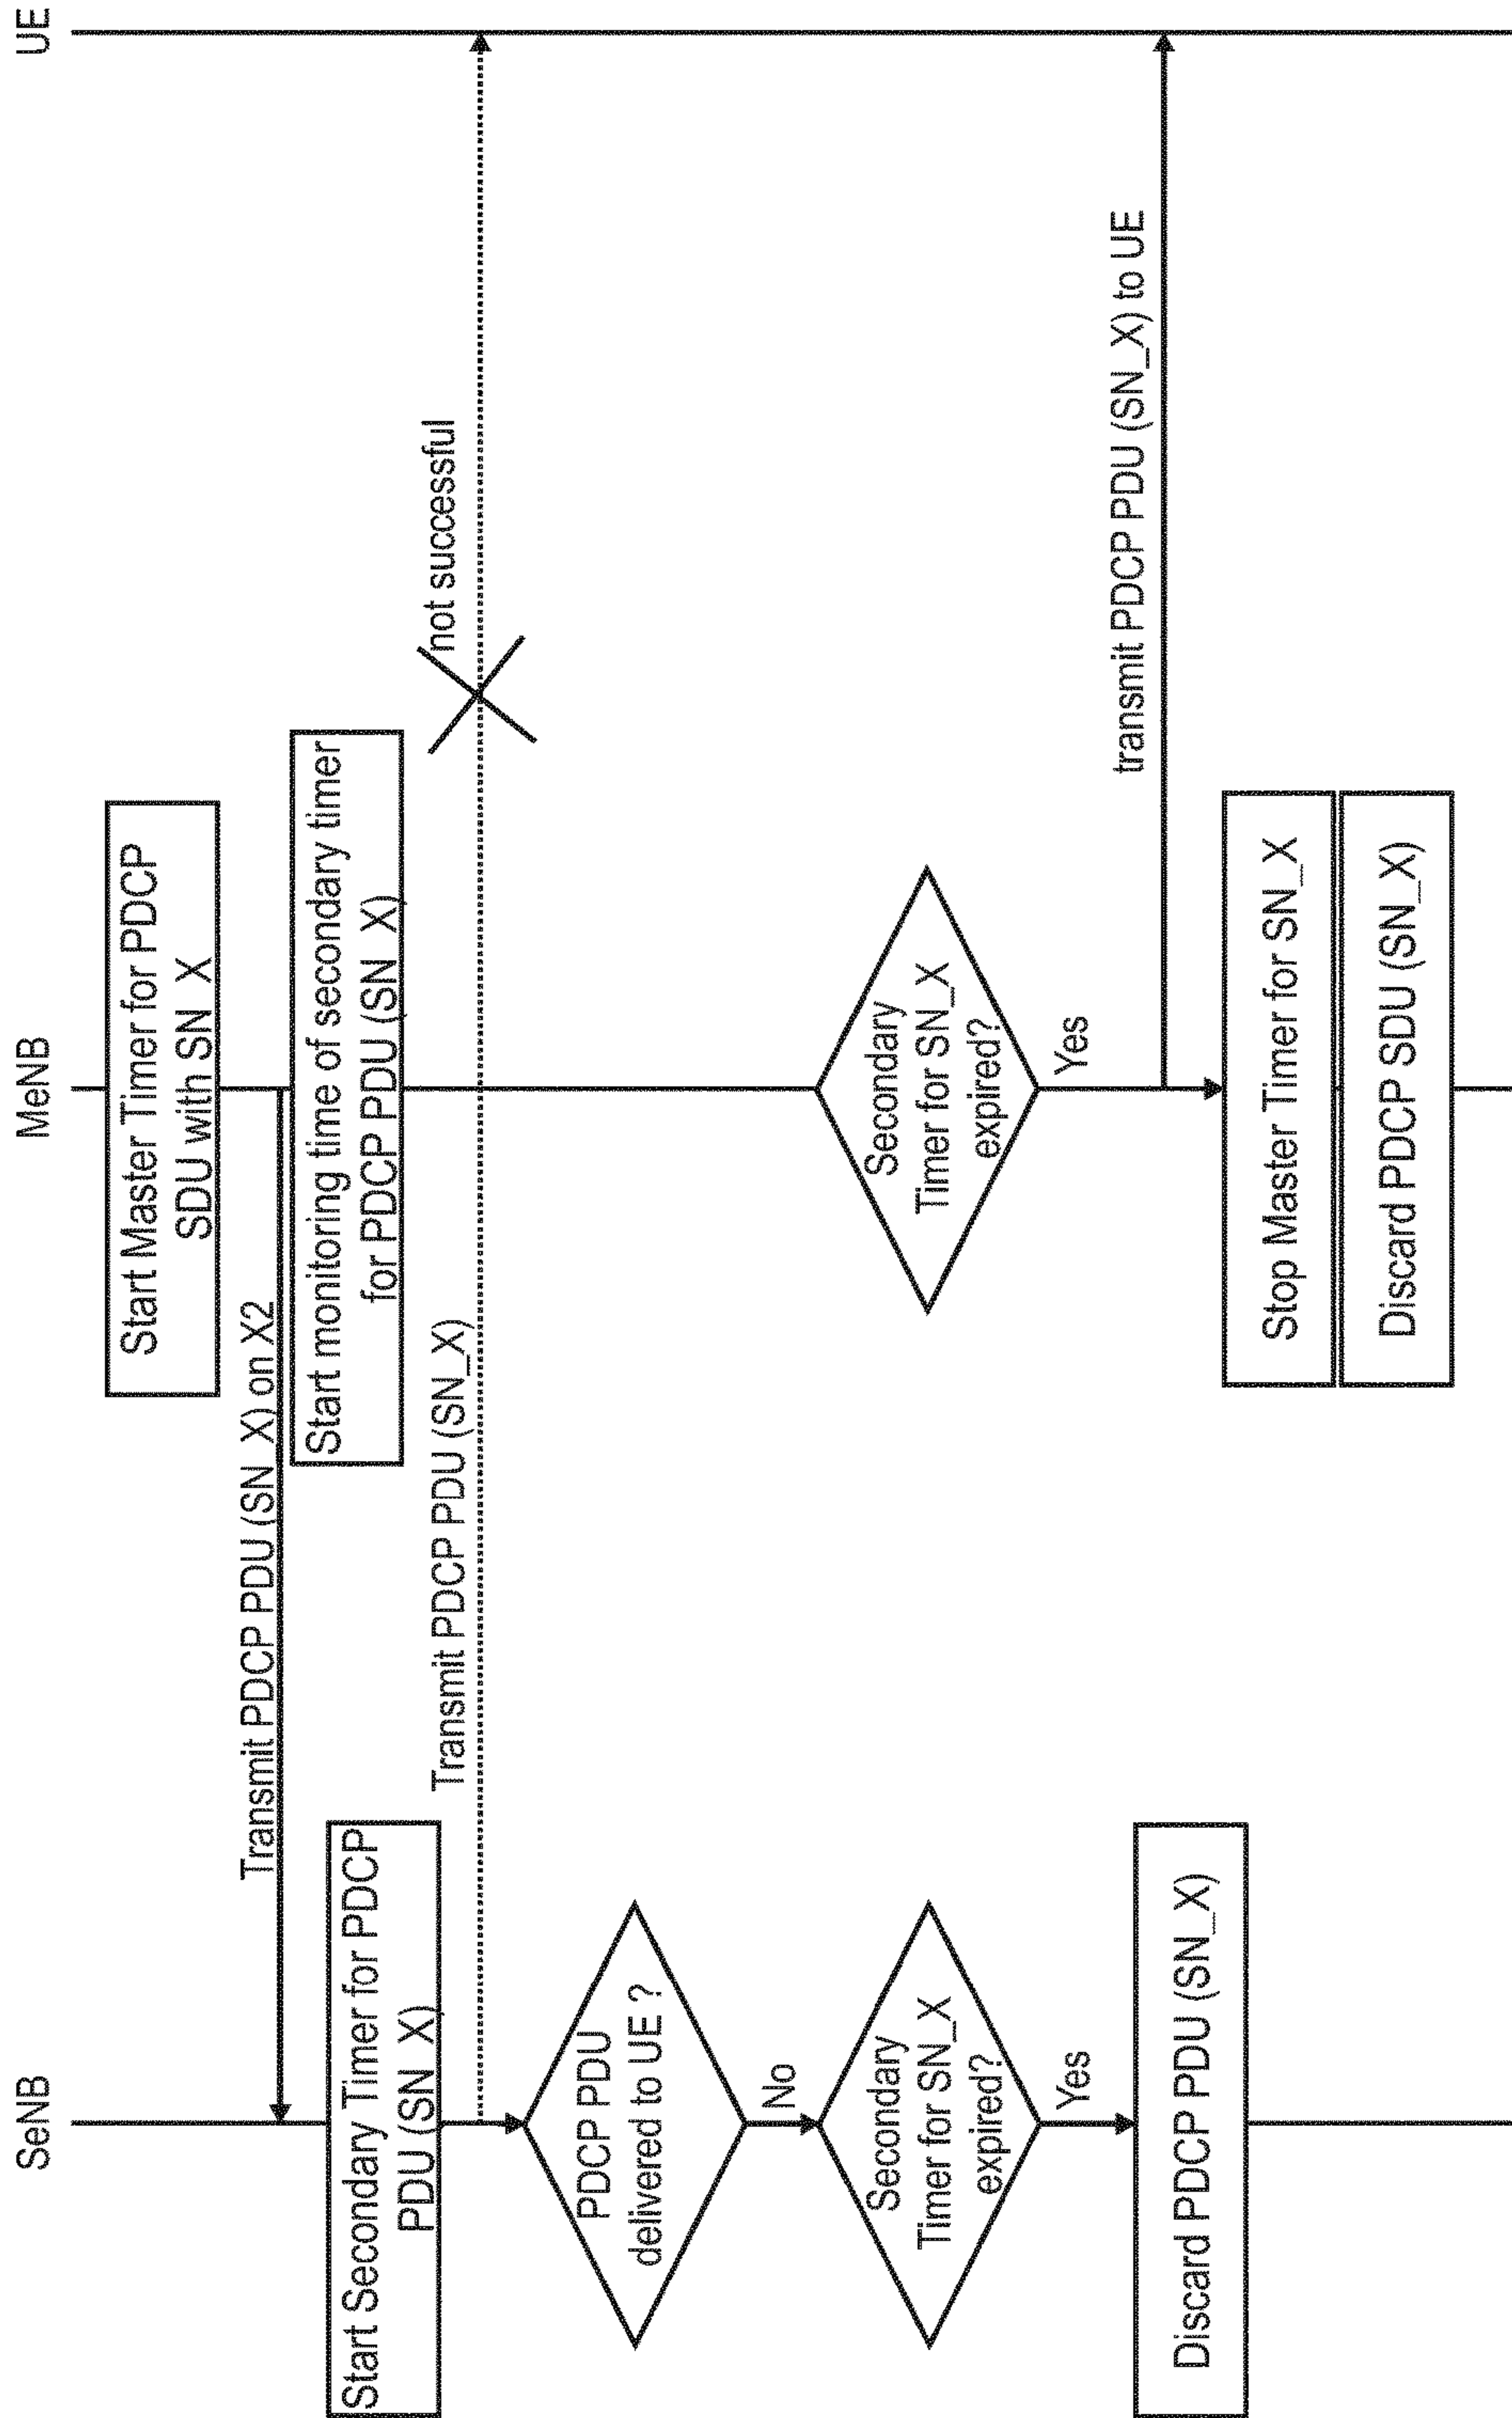 SeNB
MeNB
UE
Start Master Timer for PDCP
SDU with SN_X
Transmit PDCP PDU (SN_X) on X2
Start monitoring time of secondary timer
for PDCP PDU (SN_X)
Start Secondary Timer for PDCP
PDU (SN_X)
Transmit PDCP PDU (SN_X)
not successful
PDCP PDU
delivered to UE ?
No
Secondary
Timer for SN_X
expired?
Yes
Secondary
Timer for SN_X
expired?
Yes
transmit PDCP PDU (SN_X) to UE
Discard PDCP PDU (SN_X)
Stop Master Timer for SN_X
Discard PDCP SDU (SN_X)